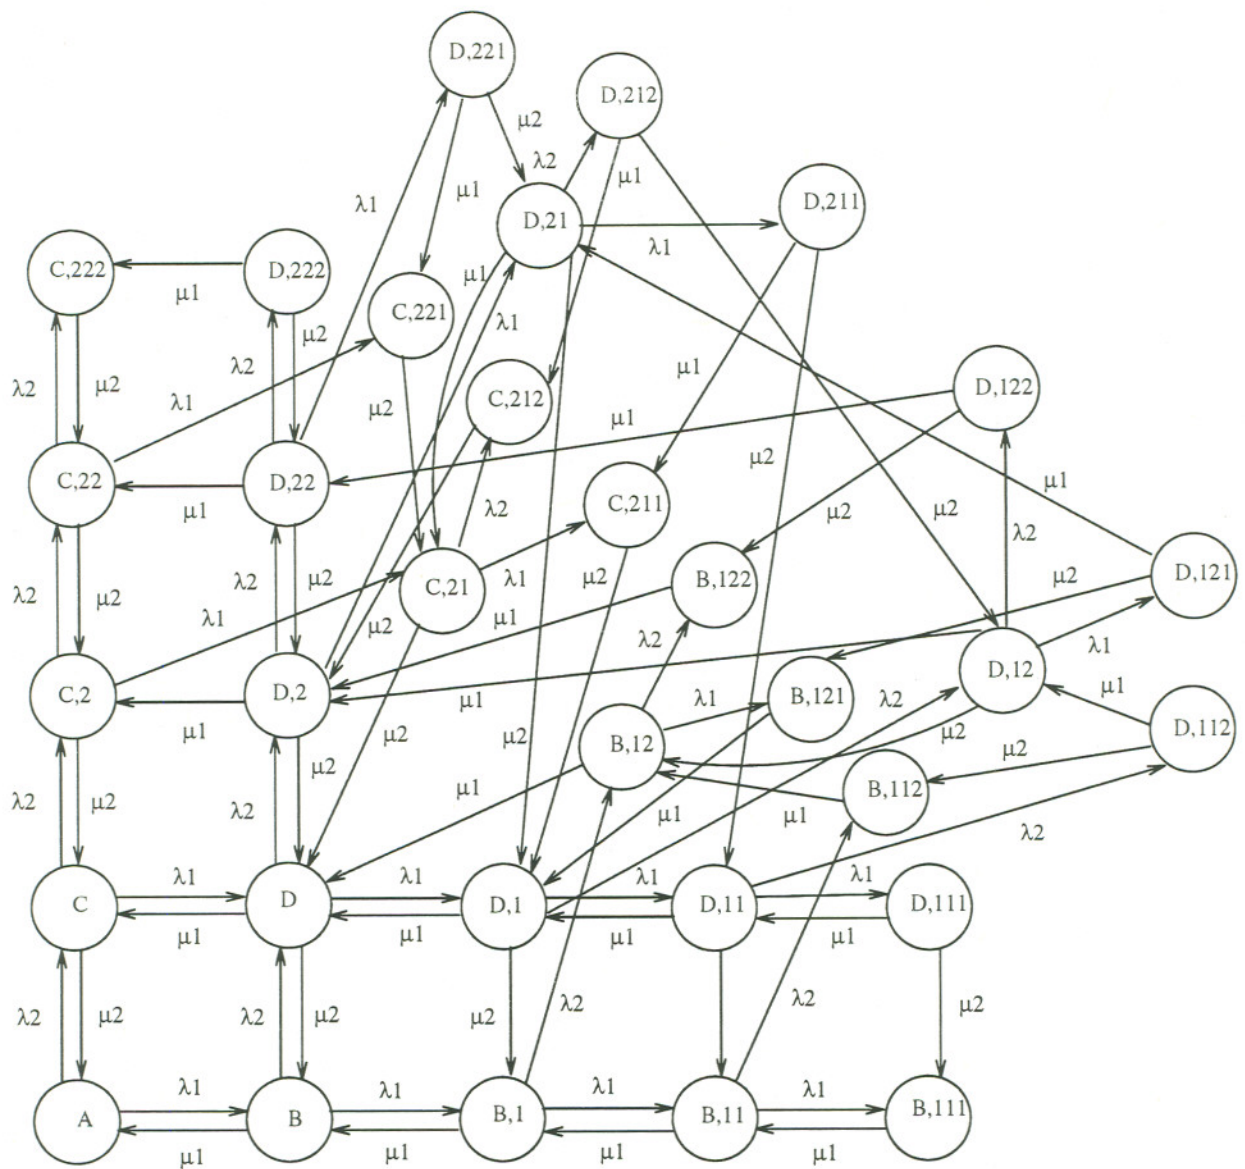 D,221
D,212
μ2
λ2
μ1
μ1
D,211
λ1
D,21
λ1
C,222
D,222
μ1
μ1
C,221
λ1
μ2
λ2
μ2
λ2
λ1
μ2
C,212
μ1
D,122
μ1
C,22
D,22
μ2
μ1
μ1
C,211
λ2
μ2
μ2
λ2
λ2
μ2
λ2
μ2
C,21
λ1
μ2
B,122
μ2
D,121
λ1
μ2
μ1
λ2
λ1
C,2
D,2
μ1
D,12
μ1
μ1
λ1
B,121
λ2
D,112
μ2
μ2
B,12
μ2
μ2
μ2
λ2
μ2
λ2
μ1
B,112
μ1
μ1
λ2
λ1
λ1
λ1
λ1
C
D
D,1
D,11
D,111
μ1
μ1
μ1
μ1
λ2
μ2
λ2
μ2
μ2
λ2
λ2
μ2
λ1
λ1
λ1
λ1
A
B
B,1
B,11
B,111
μ1
μ1
μ1
μ1